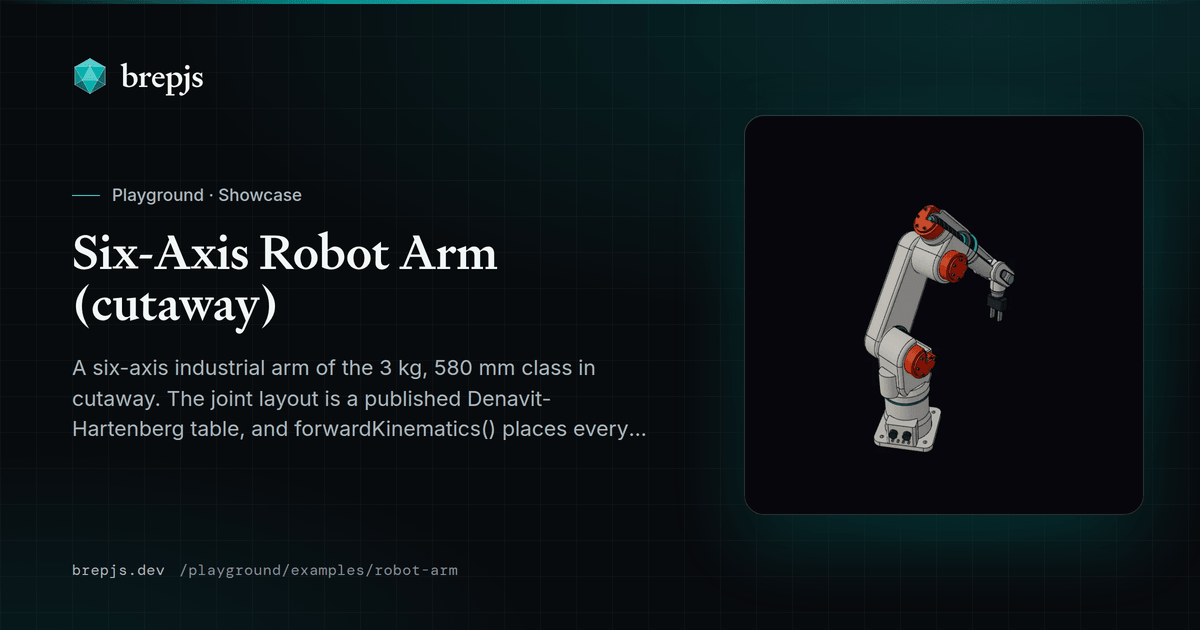 brepjs
Playground · Showcase
Six-Axis Robot Arm
(cutaway)
A six-axis industrial arm of the 3 kg, 580 mm class in
cutaway. The joint layout is a published Denavit-
Hartenberg table, and forwardKinematics() places every...
brepjs.dev /playground/examples/robot-arm